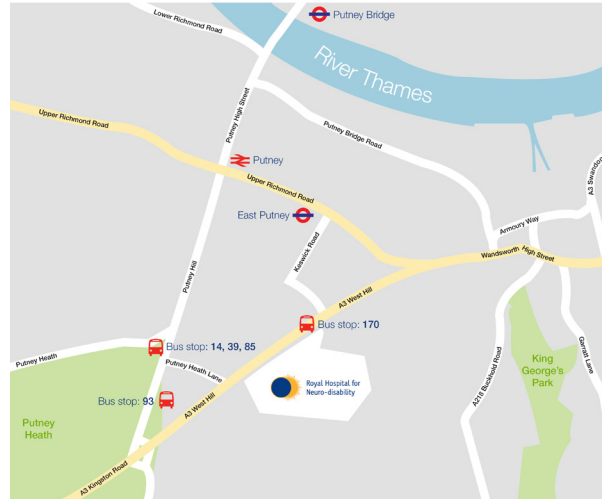 Putney Bridge
Lower Richmond Road
River Thames
Upper Richmond Road
Putney High Street
Putney Bridge Road
Putney
Upper Richmond Road
A3 Swandon
East Putney
Armoury Way
Keswick Road
Wandsworth High Street
Putney Hill
A3 West Hill
Bus stop: 170
Bus stop: 14, 39, 85
Putney Heath
Putney Heath Lane
Garratt Lane
King
George's
Park
Royal Hospital for
Neuro-disability
A218 Buckhold Road
Bus stop: 93
A3 West Hill
Putney
Heath
A3 Kingston Road